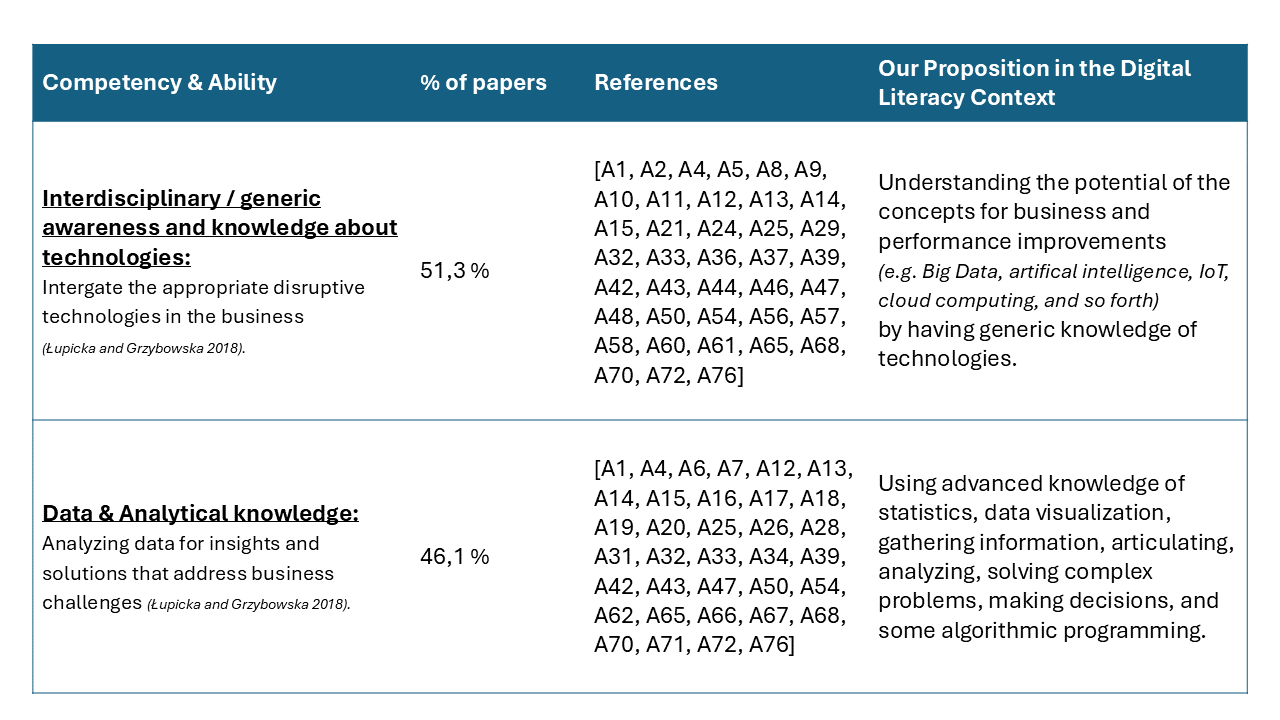 Competency & Ability
% of papers
References
Our Proposition in the Digital
Literacy Context
Interdisciplinary / generic
awareness and knowledge about
technologies:
Intergate the appropriate disruptive
technologies in the business
(Łupicka and Grzybowska 2018).
51,3 %
[A1, A2, A4, A5, A8, A9,
A10, A11, A12, A13, A14,
A15, A21, A24, A25, A29,
A32, A33, A36, A37, A39,
A42, A43, A44, A46, A47,
A48, A50, A54, A56, A57,
A58, A60, A61, A65, A68,
A70, A72, A76]
Understanding the potential of the
concepts for business and
performance improvements
(e.g. Big Data, artifical intelligence, IoT,
cloud computing, and so forth)
by having generic knowledge of
technologies.
Data & Analytical knowledge:
Analyzing data for insights and
solutions that address business
challenges (Łupicka and Grzybowska 2018).
46,1 %
[A1, A4, A6, A7, A12, A13,
A14, A15, A16, A17, A18,
A19, A20, A25, A26, A28,
A31, A32, A33, A34, A39,
A42, A43, A47, A50, A54,
A62, A65, A66, A67, A68,
A70, A71, A72, A76]
Using advanced knowledge of
statistics, data visualization,
gathering information, articulating,
analyzing, solving complex
problems, making decisions, and
some algorithmic programming.